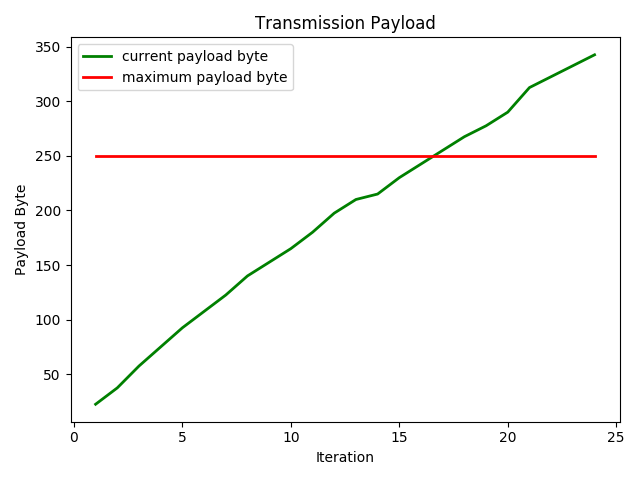 Transmission Payload
current payload byte
maximum payload byte
350
300
250
200
150
100
50
Payload Byte
0
5
10
15
20
25
Iteration